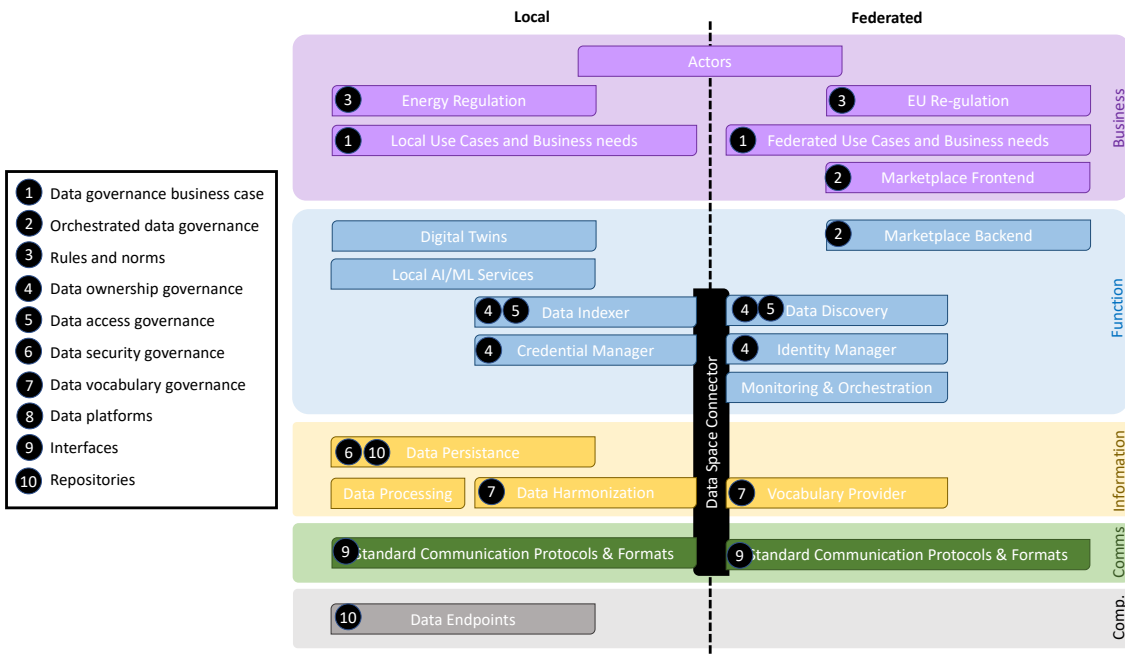 Local Federated
Actors
3 Energy Regulation
3 EU Re-gulation
1 Local Use Cases and Business needs
1 Federated Use Cases and Business needs
2 Marketplace Frontend
Business
1 Data governance business case
2 Orchestrated data governance
3 Rules and norms
4 Data ownership governance
5 Data access governance
6 Data security governance
7 Data vocabulary governance
8 Data platforms
9 Interfaces
10 Repositories
Digital Twins
2 Marketplace Backend
Local AI/ML Services
4 5 Data Indexer
4 5 Data Discovery
4 Credential Manager
4 Identity Manager
Monitoring & Orchestration
Function
Data Space Connector
6 10 Data Persistance
Data Processing
7 Data Harmonization
7 Vocabulary Provider
Information
9 Standard Communication Protocols & Formats
9 Standard Communication Protocols & Formats
Comms
10 Data Endpoints
Comp.